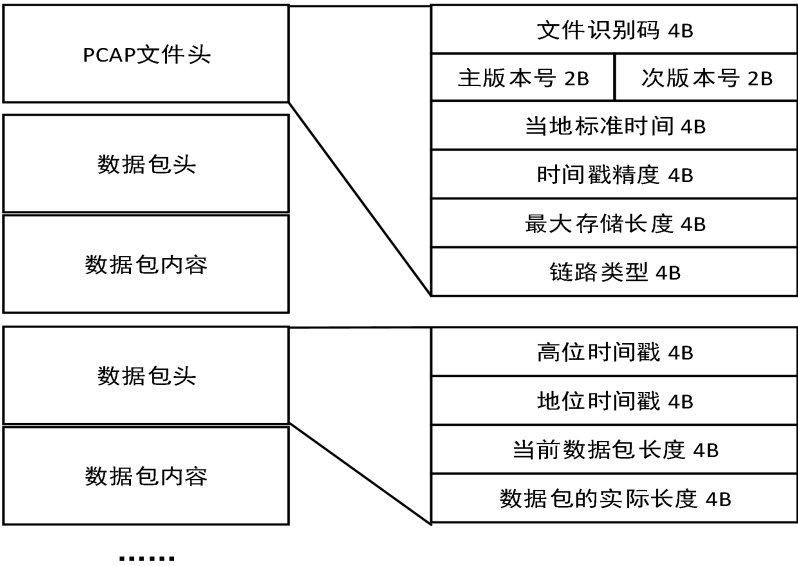 PCAP文件头
数据包头
数据包内容
数据包头
数据包内容
......
文件识别码 4B
主版本号 2B 次版本号 2B
当地标准时间 4B
时间戳精度 4B
最大存储长度 4B
链路类型 4B
高位时间戳 4B
地位时间戳 4B
当前数据包长度 4B
数据包的实际长度 4B